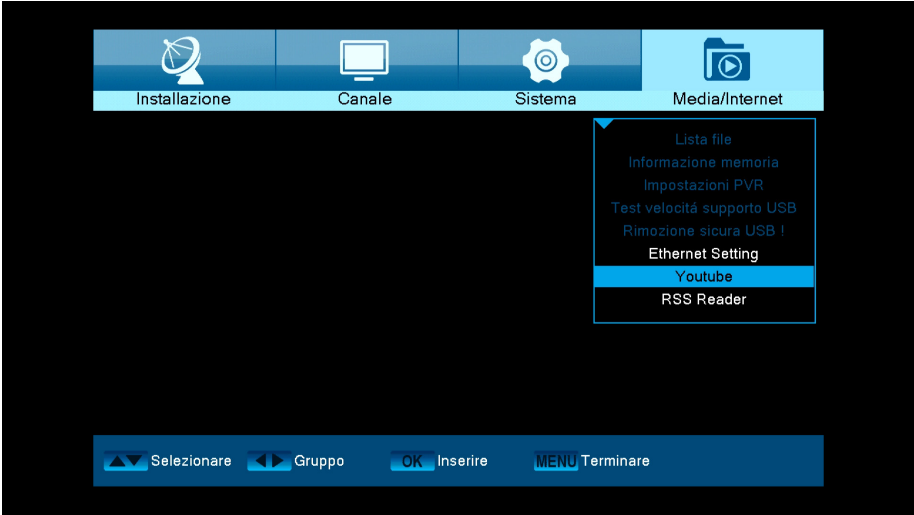 Installazione Canale Sistema Media/Internet
Lista file
Informazione memoria
Impostazioni PVR
Test velocitá supporto USB
Rimozione sicura USB !
Ethernet Setting
Youtube
RSS Reader
Selezionare Gruppo OK Inserire MENU Terminare